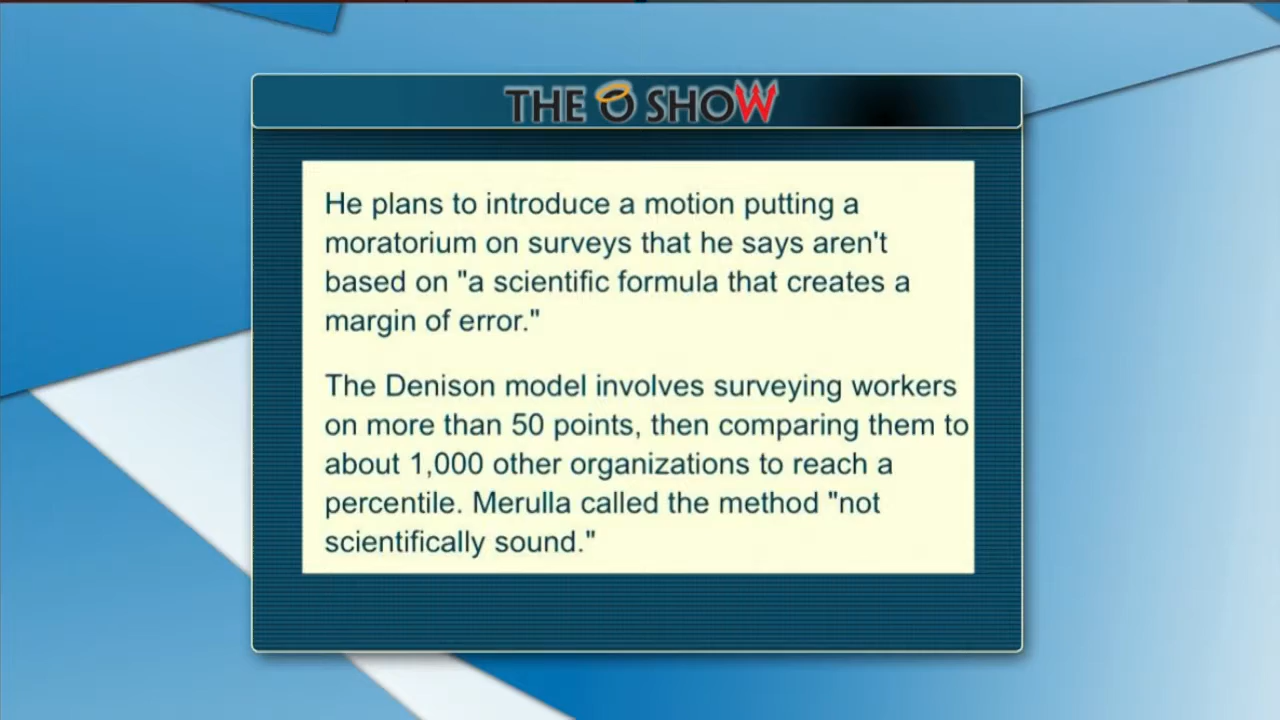 THE O SHOW
He plans to introduce a motion putting a
moratorium on surveys that he says aren't
based on "a scientific formula that creates a
margin of error."
The Denison model involves surveying workers
on more than 50 points, then comparing them to
about 1,000 other organizations to reach a
percentile. Merulla called the method "not
scientifically sound."